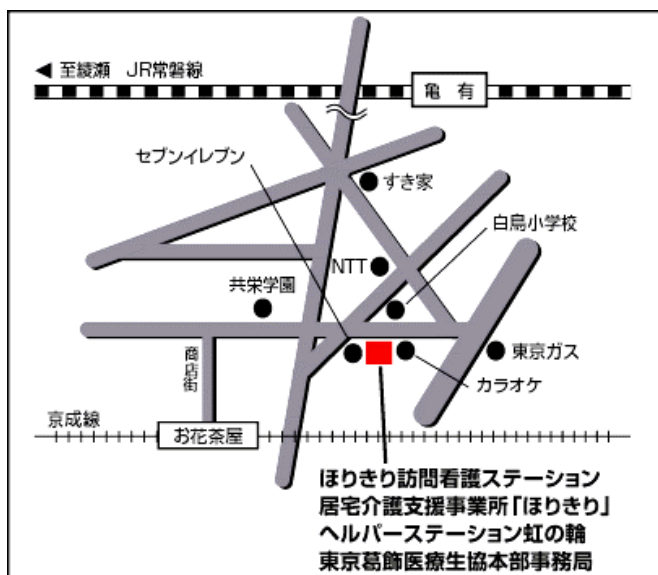 至綾瀬 JR常磐線
亀有
セブンイレブン
すき家
白鳥小学校
NTT
共栄学園
商店街
東京ガス
カラオケ
京成線
お花茶屋
ほりきり訪問看護ステーション
居宅介護支援事業所「ほりきり」
ヘルパーステーション虹の輪
東京葛飾医療生協本部事務局